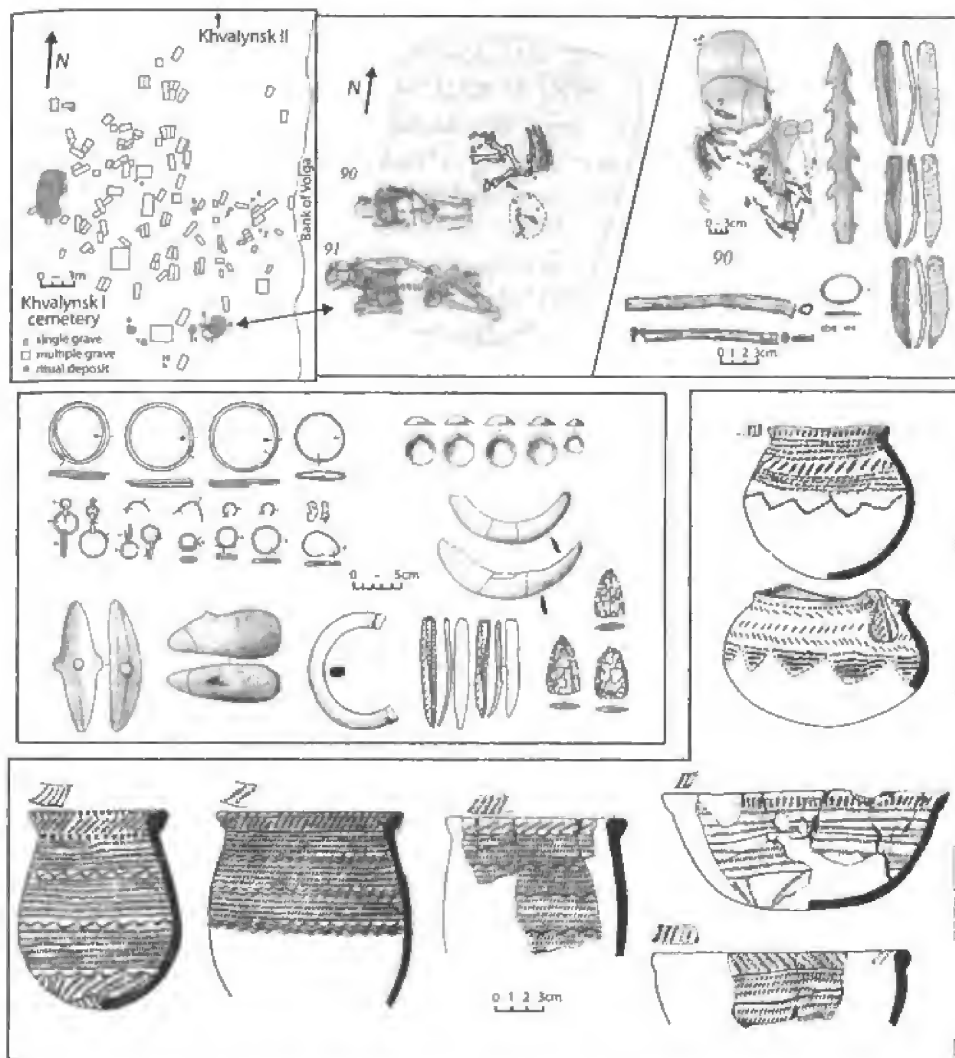 Khvalynsk II
N
Bank of Volga
0 – 3m
Khvalynsk I
cemetery
single grave
multiple grave
ritual deposit
N
90
91
0 – 3cm
90
0 1 2 3cm
0 – 5cm
0 1 2 3cm